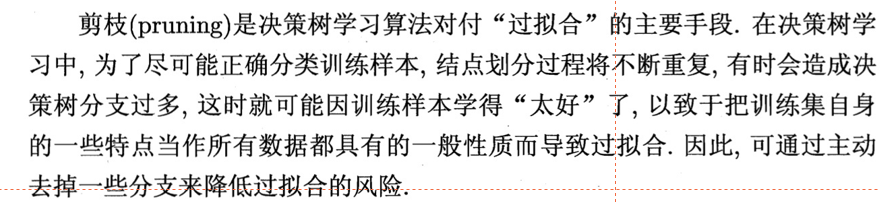 剪枝(pruning)是决策树学习算法对付“过拟合”的主要手段. 在决策树学
习中, 为了尽可能正确分类训练样本, 结点划分过程将不断重复, 有时会造成决
策树分支过多, 这时就可能因训练样本学得“太好”了, 以致于把训练集自身
的一些特点当作所有数据都具有的一般性质而导致过拟合. 因此, 可通过主动
去掉一些分支来降低过拟合的风险.